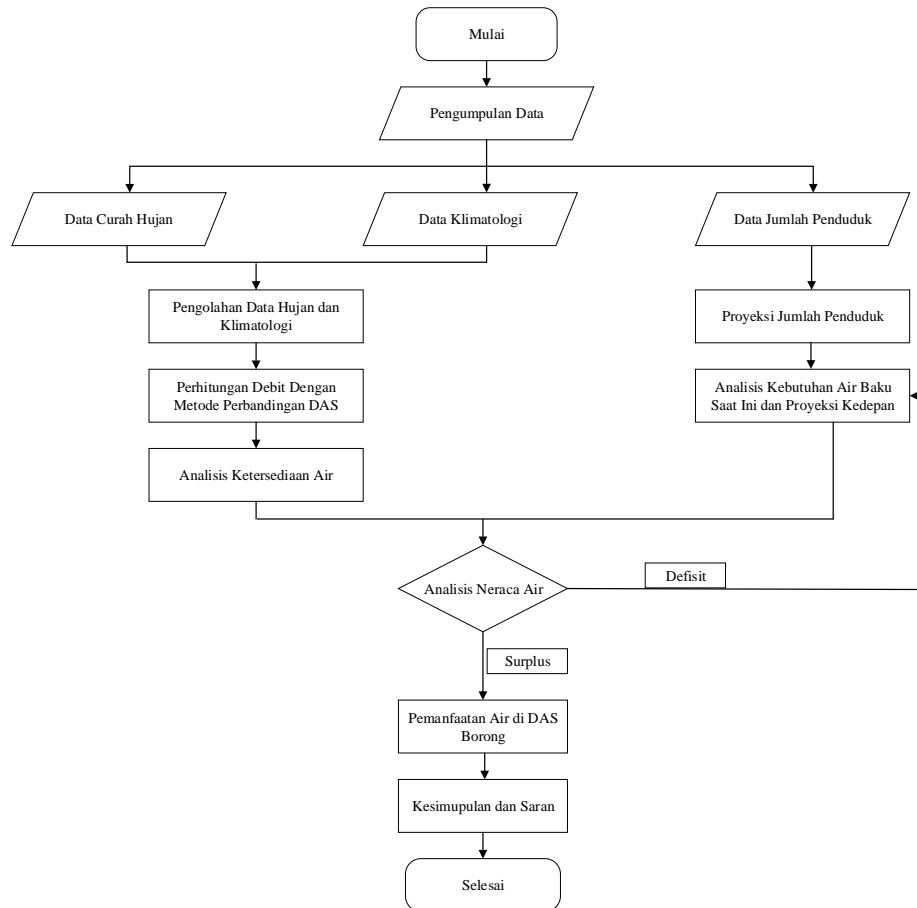 Mulai
Pengumpulan Data
Data Curah Hujan
Data Klimatologi
Data Jumlah Penduduk
Pengolahan Data Hujan dan
Klimatologi
Proyeksi Jumlah Penduduk
Perhitungan Debit Dengan
Metode Perbandingan DAS
Analisis Kebutuhan Air Baku
Saat Ini dan Proyeksi Kedepan
Analisis Ketersediaan Air
Analisis Neraca Air
Defisit
Surplus
Pemanfaatan Air di DAS
Borong
Kesimupulan dan Saran
Selesai